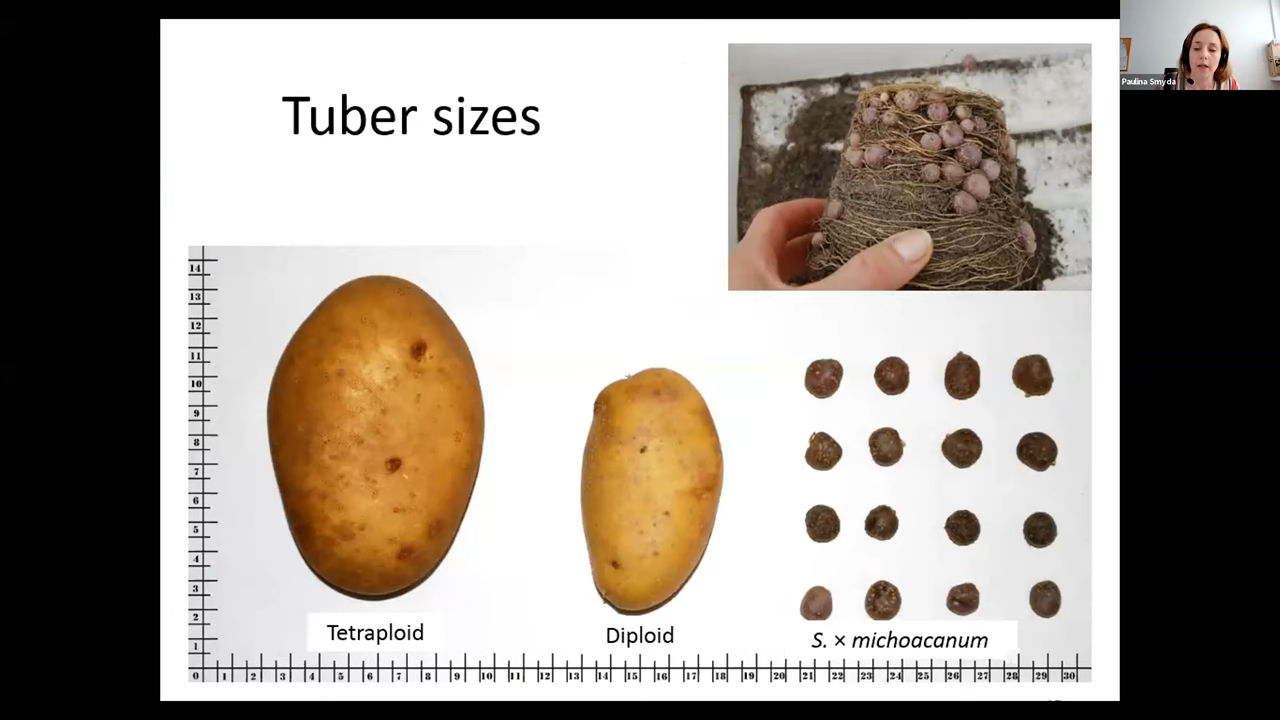 Tuber sizes
Paulina Smyda
14
13
12
11
10
9
8
7
6
5
4
3
2
1
Tetraploid
Diploid
S. × michoacanum
0 1 2 3 4 5 6 7 8 9 10 11 12 13 14 15 16 17 18 19 20 21 22 23 24 25 26 27 28 29 30